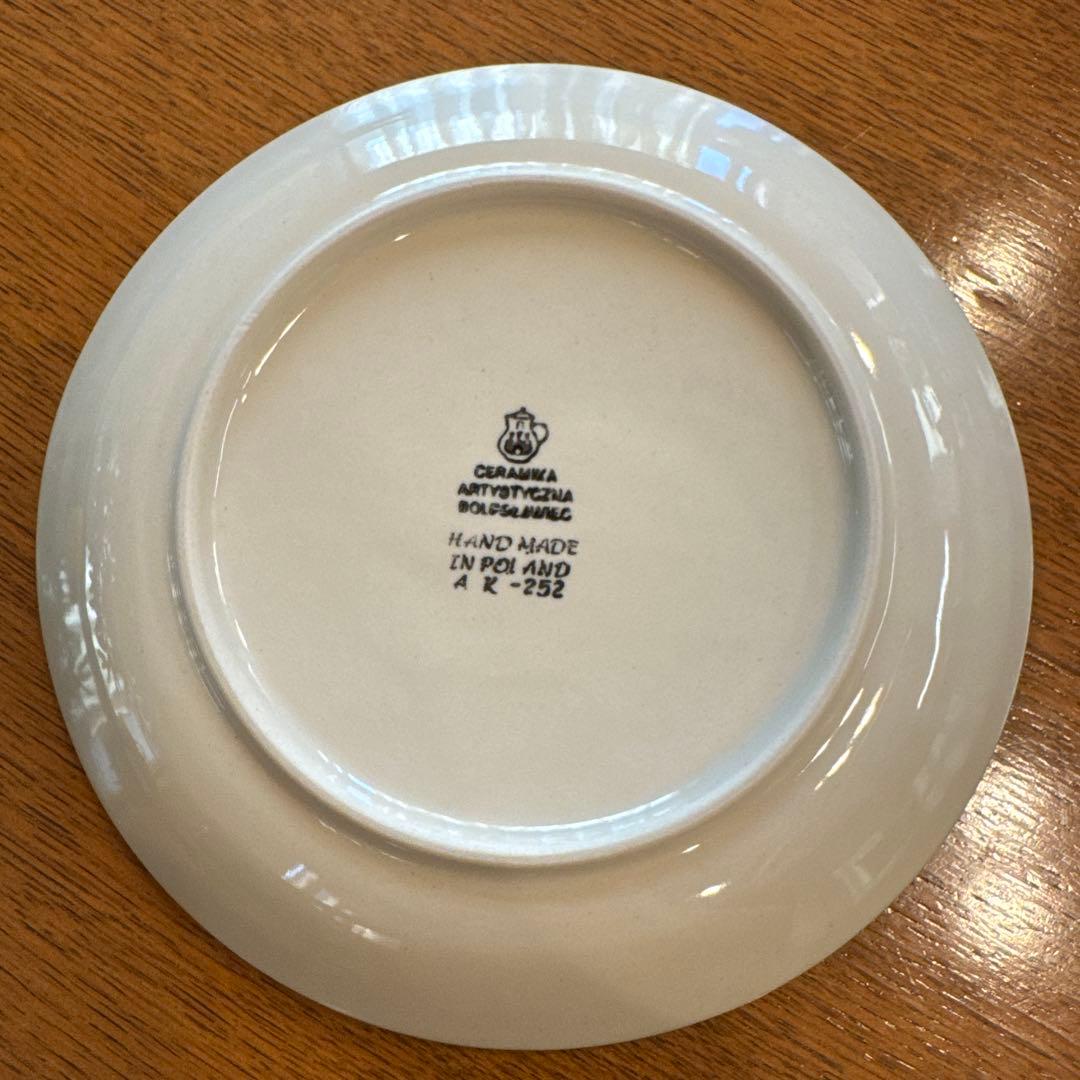 CERAMIKA
ARTYSTYCZNA
BOLESŁAWIEC
HAND MADE
IN POLAND
A K -252